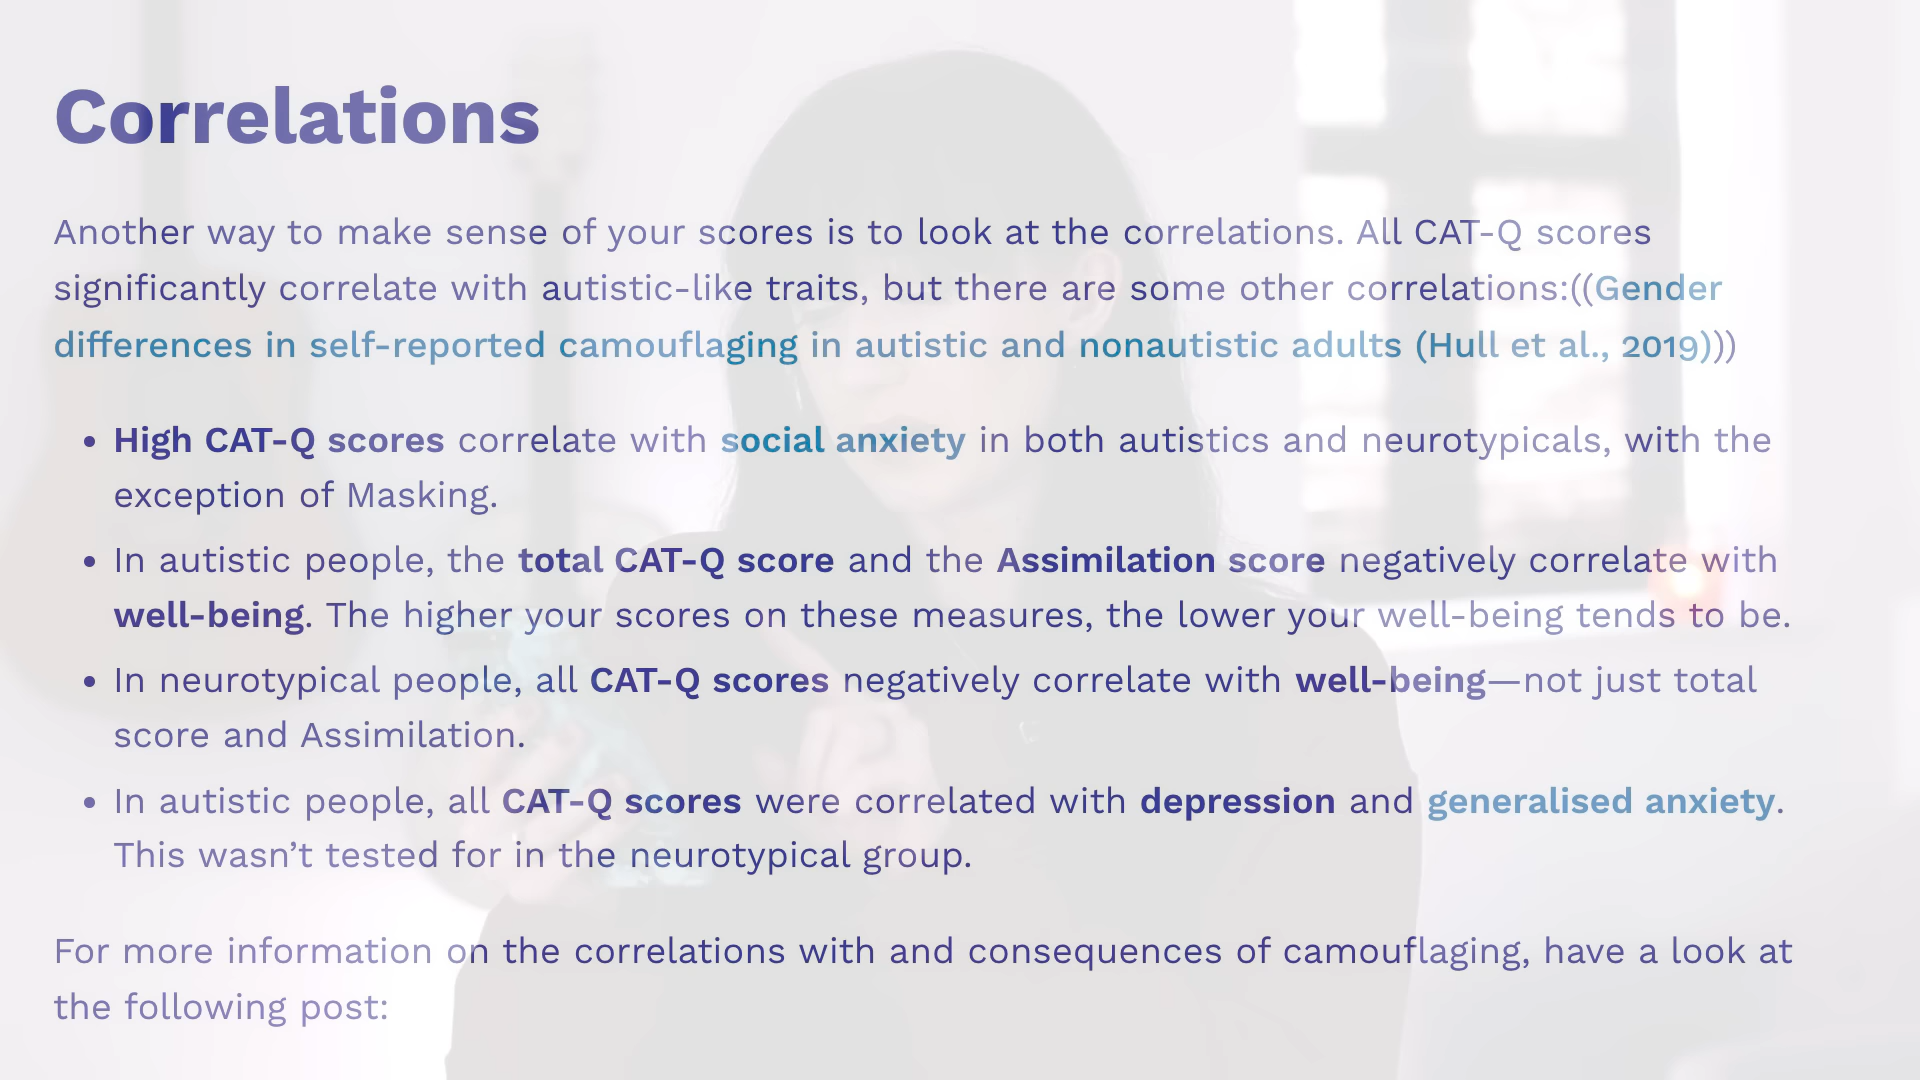 Correlations
Another way to make sense of your scores is to look at the correlations. All CAT-Q scores
significantly correlate with autistic-like traits, but there are some other correlations:((Gender
differences in self-reported camouflaging in autistic and nonautistic adults (Hull et al., 2019)))
• High CAT-Q scores correlate with social anxiety in both autistics and neurotypicals, with the
exception of Masking.
• In autistic people, the total CAT-Q score and the Assimilation score negatively correlate with
well-being. The higher your scores on these measures, the lower your well-being tends to be.
• In neurotypical people, all CAT-Q scores negatively correlate with well-being—not just total
score and Assimilation.
• In autistic people, all CAT-Q scores were correlated with depression and generalised anxiety.
This wasn’t tested for in the neurotypical group.
For more information on the correlations with and consequences of camouflaging, have a look at
the following post: